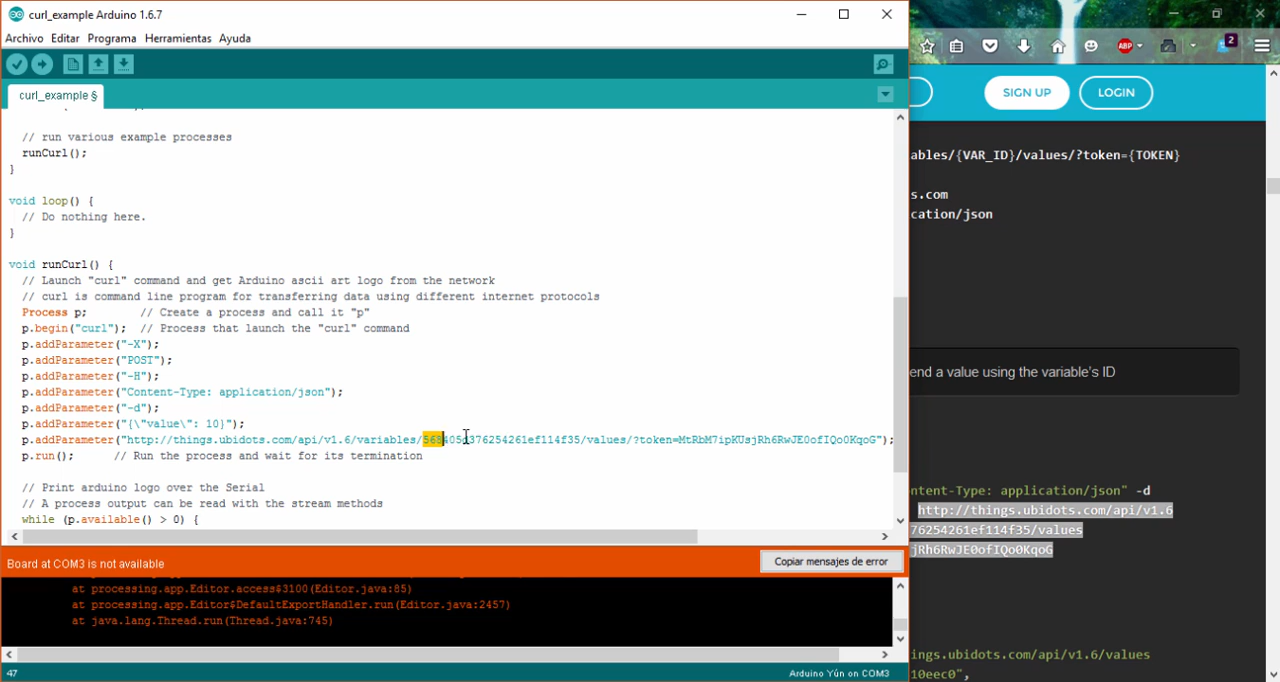 curl_example Arduino 1.6.7
Archivo Editar Programa Herramientas Ayuda
curl_example §
// run various example processes
runCurl();
}
void loop() {
// Do nothing here.
}
void runCurl() {
// Launch "curl" command and get Arduino ascii art logo from the network
// curl is command line program for transferring data using different internet protocols
Process p; // Create a process and call it "p"
p.begin("curl"); // Process that launch the "curl" command
p.addParameter("-X");
p.addParameter("POST");
p.addParameter("-H");
p.addParameter("Content-Type: application/json");
p.addParameter("-d");
p.addParameter("{\"value\": 10}");
p.addParameter("http://things.ubidots.com/api/v1.6/variables/568405d376254261ef114f35/values/?token=MtRbM7ipKUsjRh6RwJE0ofIQo0KqoG");
p.run(); // Run the process and wait for its termination
// Print arduino logo over the Serial
// A process output can be read with the stream methods
while (p.available() > 0) {
Board at COM3 is not available
Copiar mensajes de error
at processing.app.Editor.access$3100(Editor.java:85)
at processing.app.Editor$DefaultExportHandler.run(Editor.java:2457)
at java.lang.Thread.run(Thread.java:745)
47
Arduino Yún on COM3
ABP
2
SIGN UP
LOGIN
ables/{VAR_ID}/values/?token={TOKEN}
s.com
cation/json
end a value using the variable's ID
ntent-Type: application/json" -d
http://things.ubidots.com/api/v1.6
76254261ef114f35/values
jRh6RwJE0ofIQo0KqoG
ings.ubidots.com/api/v1.6/values
10eec0",